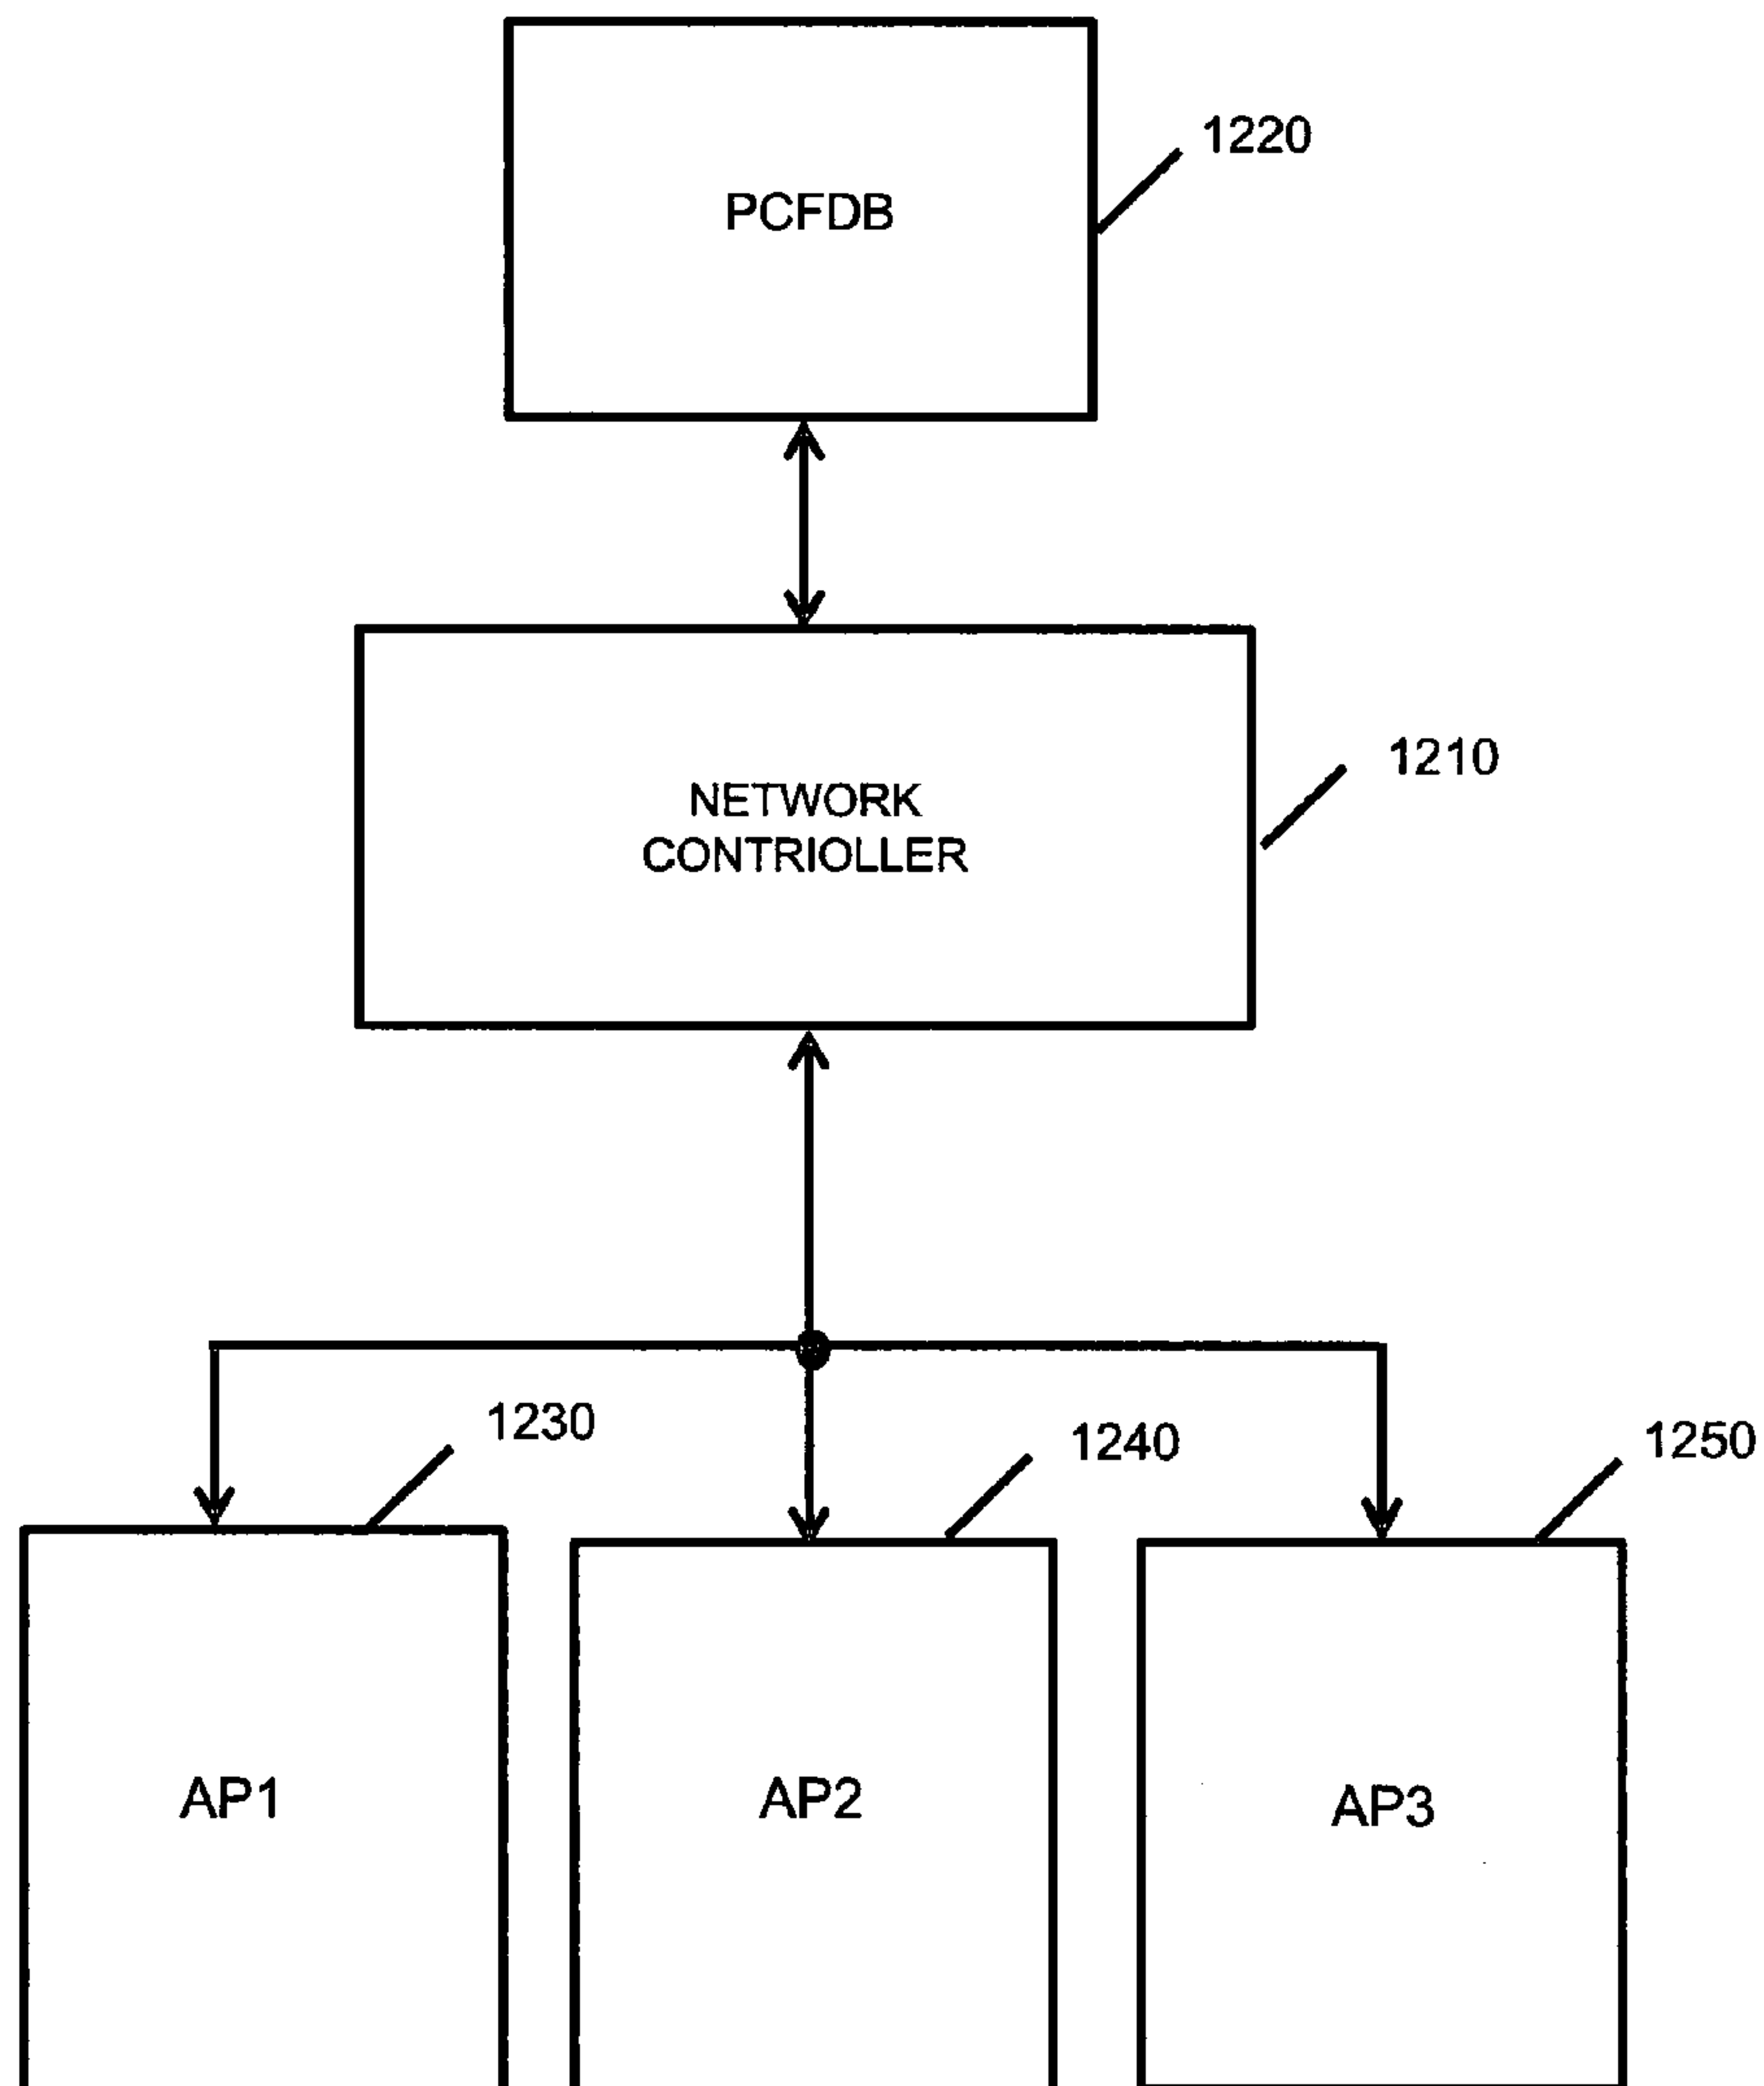 PCFDB
1220
1210
NETWORK
CONTRIOLLER
1230
1240
1250
AP1
AP2
AP3